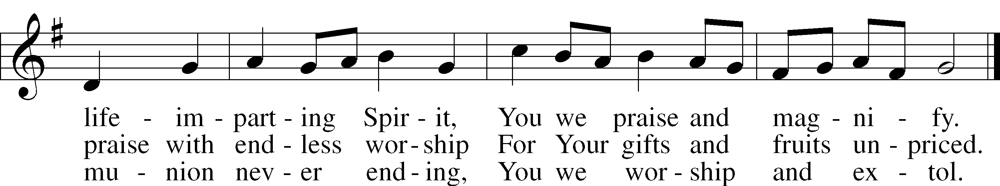 life - im - part - ing Spir - it, You we praise and mag - ni - fy.
praise with end - less wor - ship For Your gifts and fruits un - priced.
mu - nion nev - er end - ing, You we wor - ship and ex - tol.